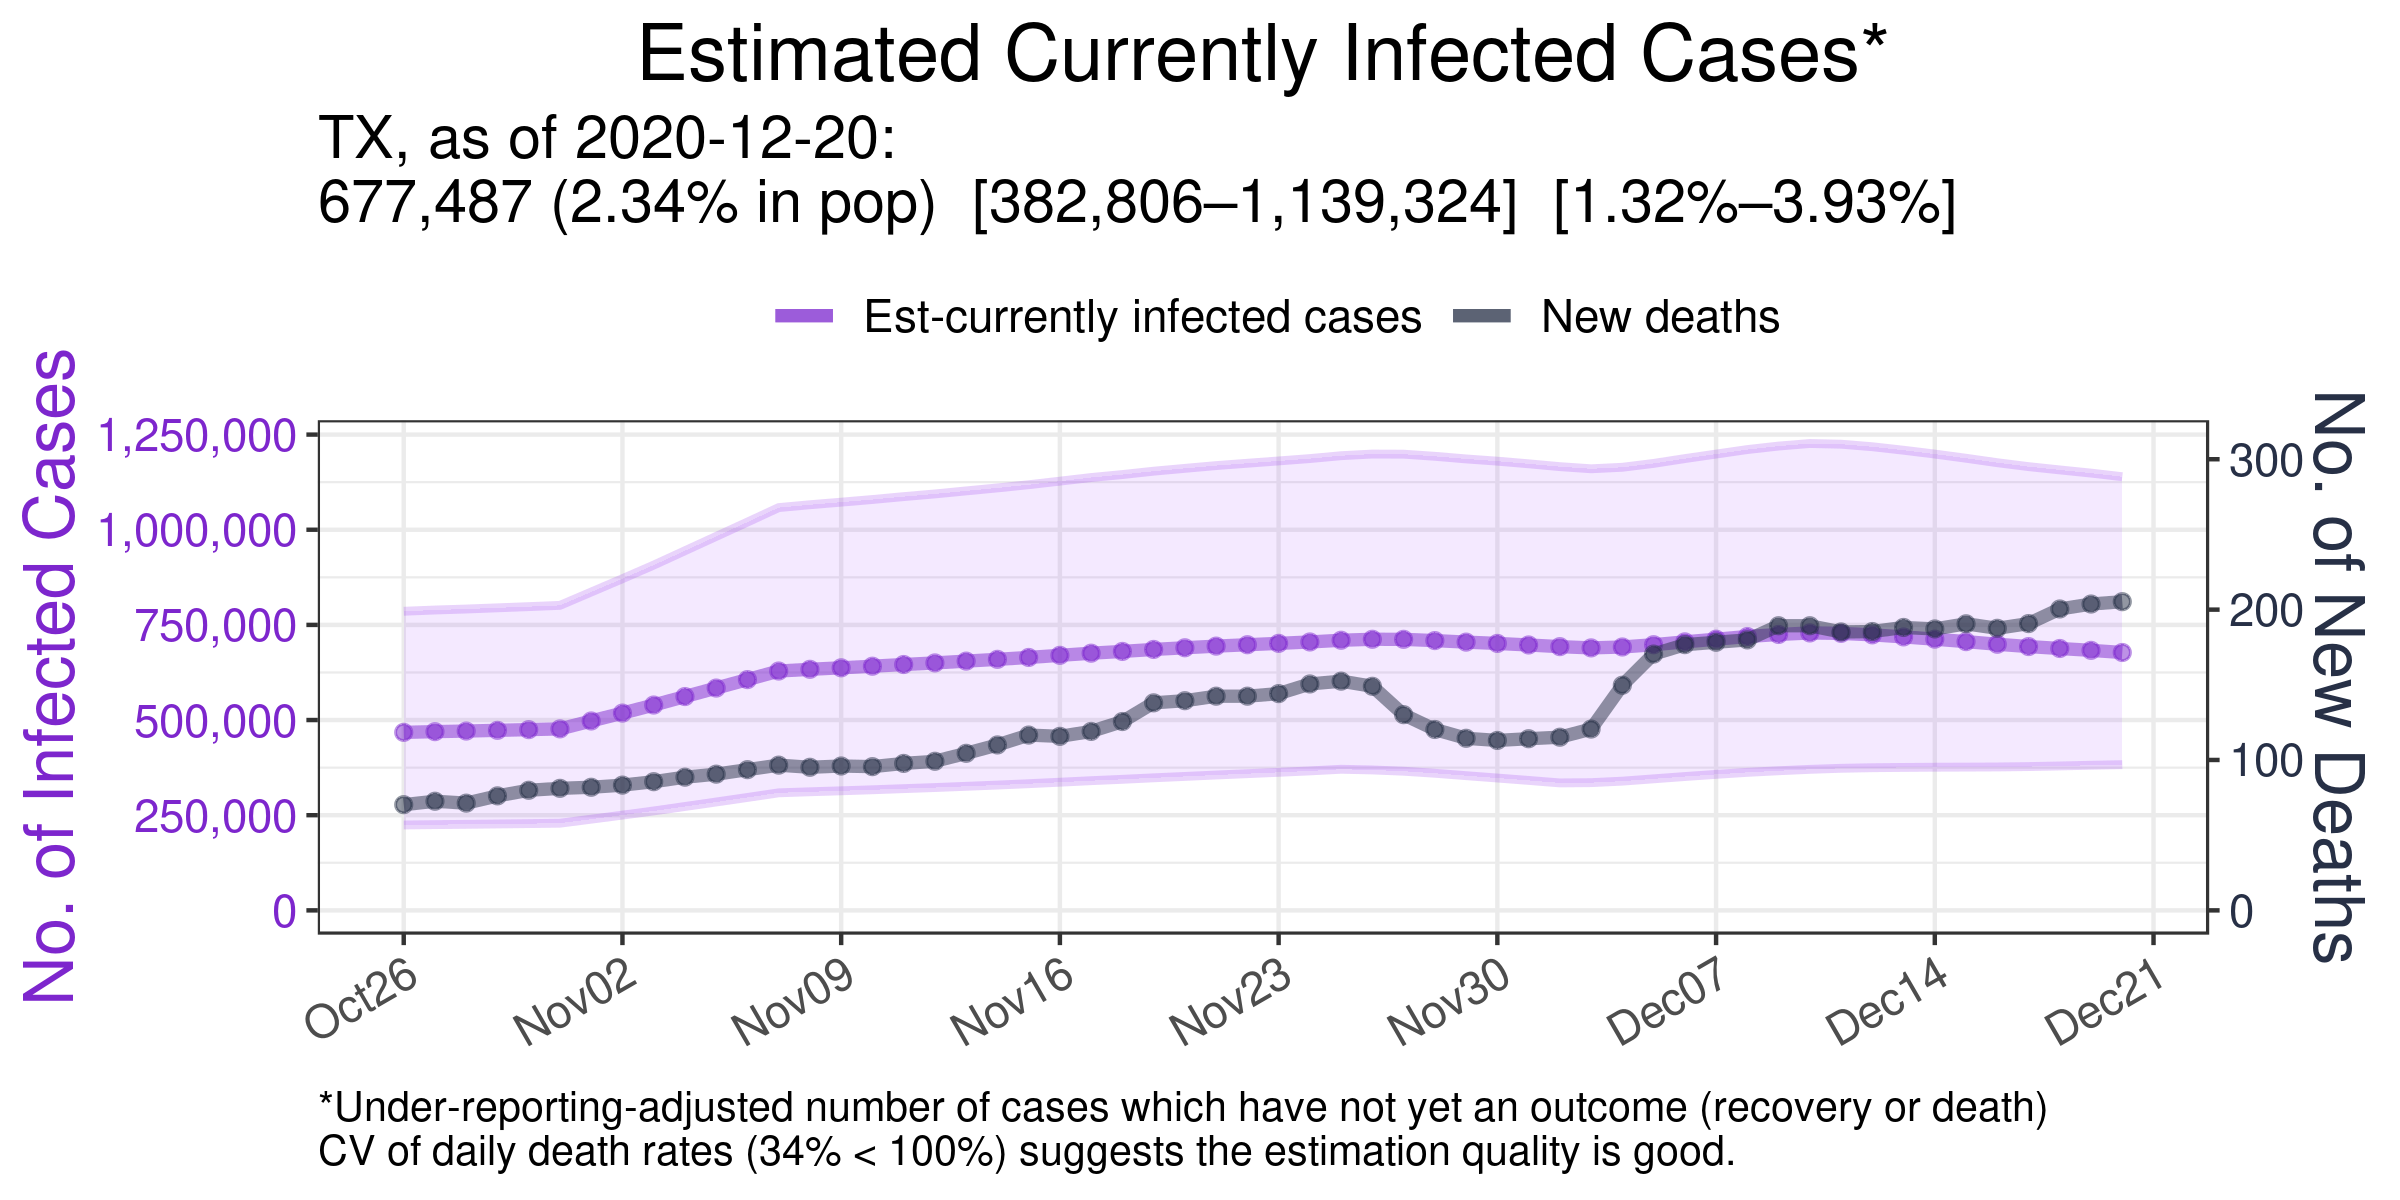 Estimated Currently Infected Cases*
TX, as of 2020-12-20:
677,487 (2.34% in pop)  [382,806–1,139,324]  [1.32%–3.93%]
Est-currently infected cases
New deaths
No. of Infected Cases
1,250,000
1,000,000
750,000
500,000
250,000
0
300
200
100
0
No. of New Deaths
Oct26
Nov02
Nov09
Nov16
Nov23
Nov30
Dec07
Dec14
Dec21
*Under-reporting-adjusted number of cases which have not yet an outcome (recovery or death)
CV of daily death rates (34% < 100%) suggests the estimation quality is good.